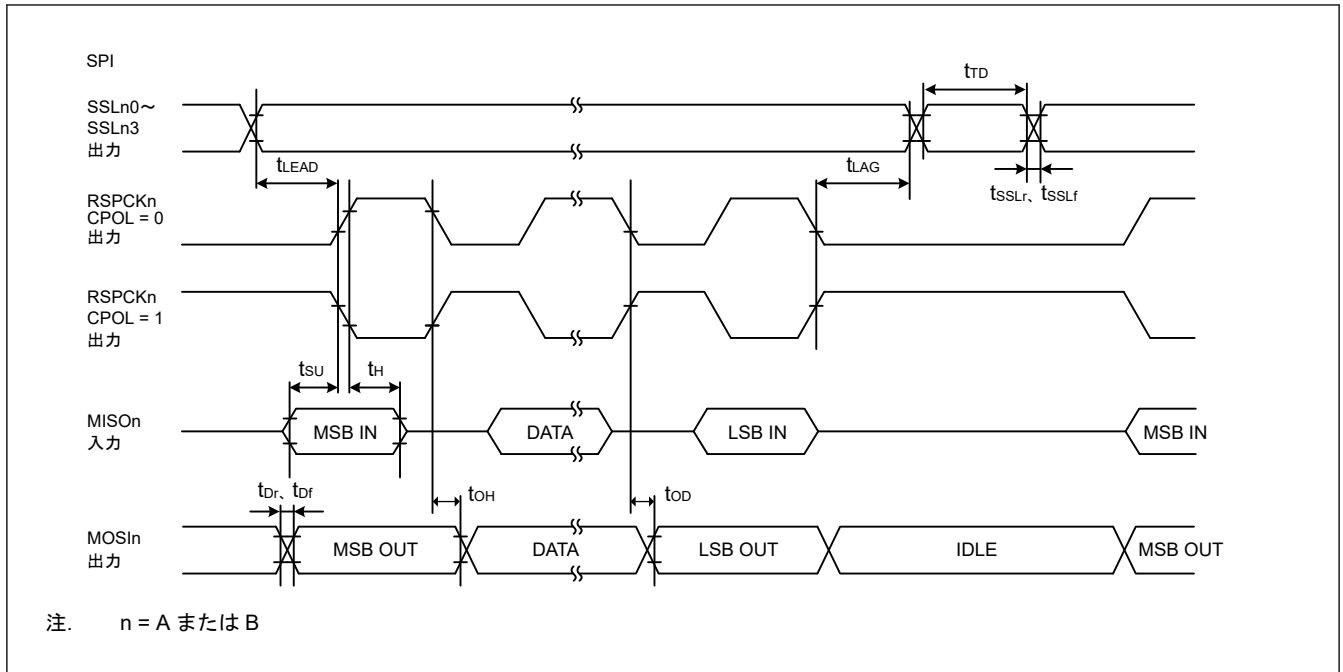 SPI
SSLn0～
SSLn3
出力
tTD
tLEAD
tLAG
tSSLr、tSSLf
RSPCKn
CPOL = 0
出力
RSPCKn
CPOL = 1
出力
tSU
tH
MISOn
入力
MSB IN
DATA
LSB IN
MSB IN
tDr、tDf
tOH
tOD
MOSIn
出力
MSB OUT
DATA
LSB OUT
IDLE
MSB OUT
注. n = A または B